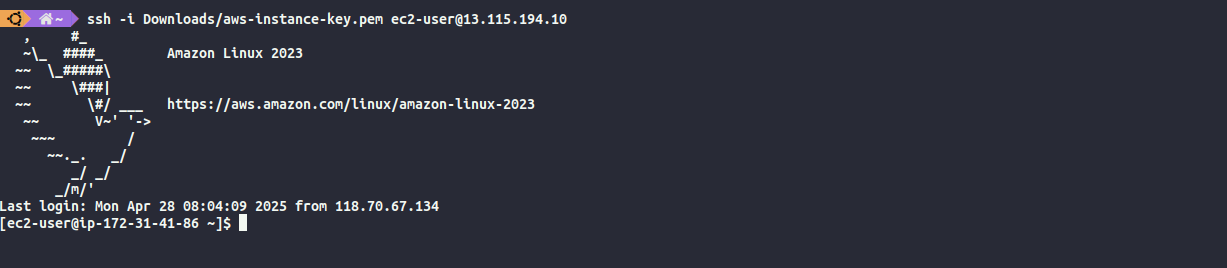 ~ ssh -i Downloads/aws-instance-key.pem ec2-user@13.115.194.10
   ,     #_
   ~\_  ####_        Amazon Linux 2023
  ~~  \_#####\
  ~~     \###|
  ~~       \#/ ___   https://aws.amazon.com/linux/amazon-linux-2023
   ~~       V~' '->
    ~~~         /
      ~~._.   _/
         _/ _/
       _/m/'
Last login: Mon Apr 28 08:04:09 2025 from 118.70.67.134
[ec2-user@ip-172-31-41-86 ~]$